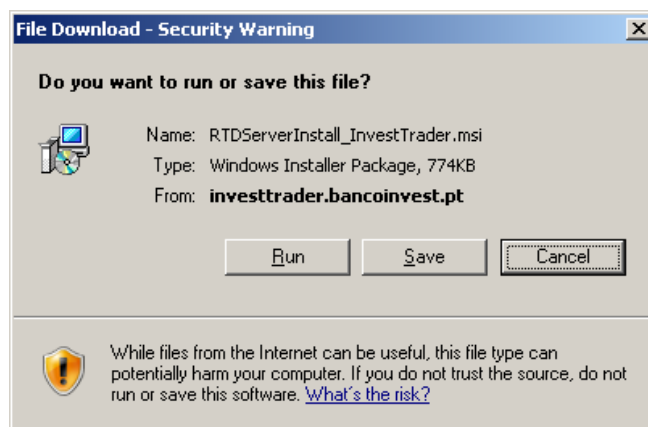 File Download - Security Warning
Do you want to run or save this file?
Name: RTDServerInstall_InvestTrader.msi
Type: Windows Installer Package, 774KB
From: investtrader.bancoinvest.pt
Run Save Cancel
While files from the Internet can be useful, this file type can
potentially harm your computer. If you do not trust the source, do not
run or save this software. What's the risk?